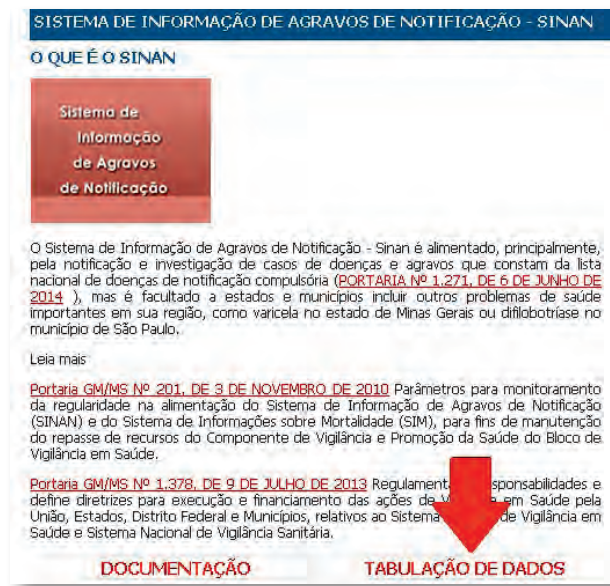 SISTEMA DE INFORMAÇÃO DE AGRAVOS DE NOTIFICAÇÃO - SINAN
O QUE É O SINAN
Sistema de
Informação
de Agravos
de Notificação
O Sistema de Informação de Agravos de Notificação - Sinan é alimentado, principalmente,
pela notificação e investigação de casos de doenças e agravos que constam da lista
nacional de doenças de notificação compulsória (PORTARIA Nº 1.271, DE 6 DE JUNHO DE
2014 ), mas é facultado a estados e municípios incluir outros problemas de saúde
importantes em sua região, como varicela no estado de Minas Gerais ou difilobotríase no
município de São Paulo.
Leia mais
Portaria GM/MS Nº 201, DE 3 DE NOVEMBRO DE 2010 Parâmetros para monitoramento
da regularidade na alimentação do Sistema de Informação de Agravos de Notificação
(SINAN) e do Sistema de Informações sobre Mortalidade (SIM), para fins de manutenção
do repasse de recursos do Componente de Vigilância e Promoção da Saúde do Bloco de
Vigilância em Saúde.
Portaria GM/MS Nº 1.378, DE 9 DE JULHO DE 2013 Regulamenta sponsabilidades e
define diretrizes para execução e financiamento das ações de V em Saúde pela
União, Estados, Distrito Federal e Municípios, relativos ao Sistema de Vigilância em
Saúde e Sistema Nacional de Vigilância Sanitária.
DOCUMENTAÇÃO TABULAÇÃO DE DADOS